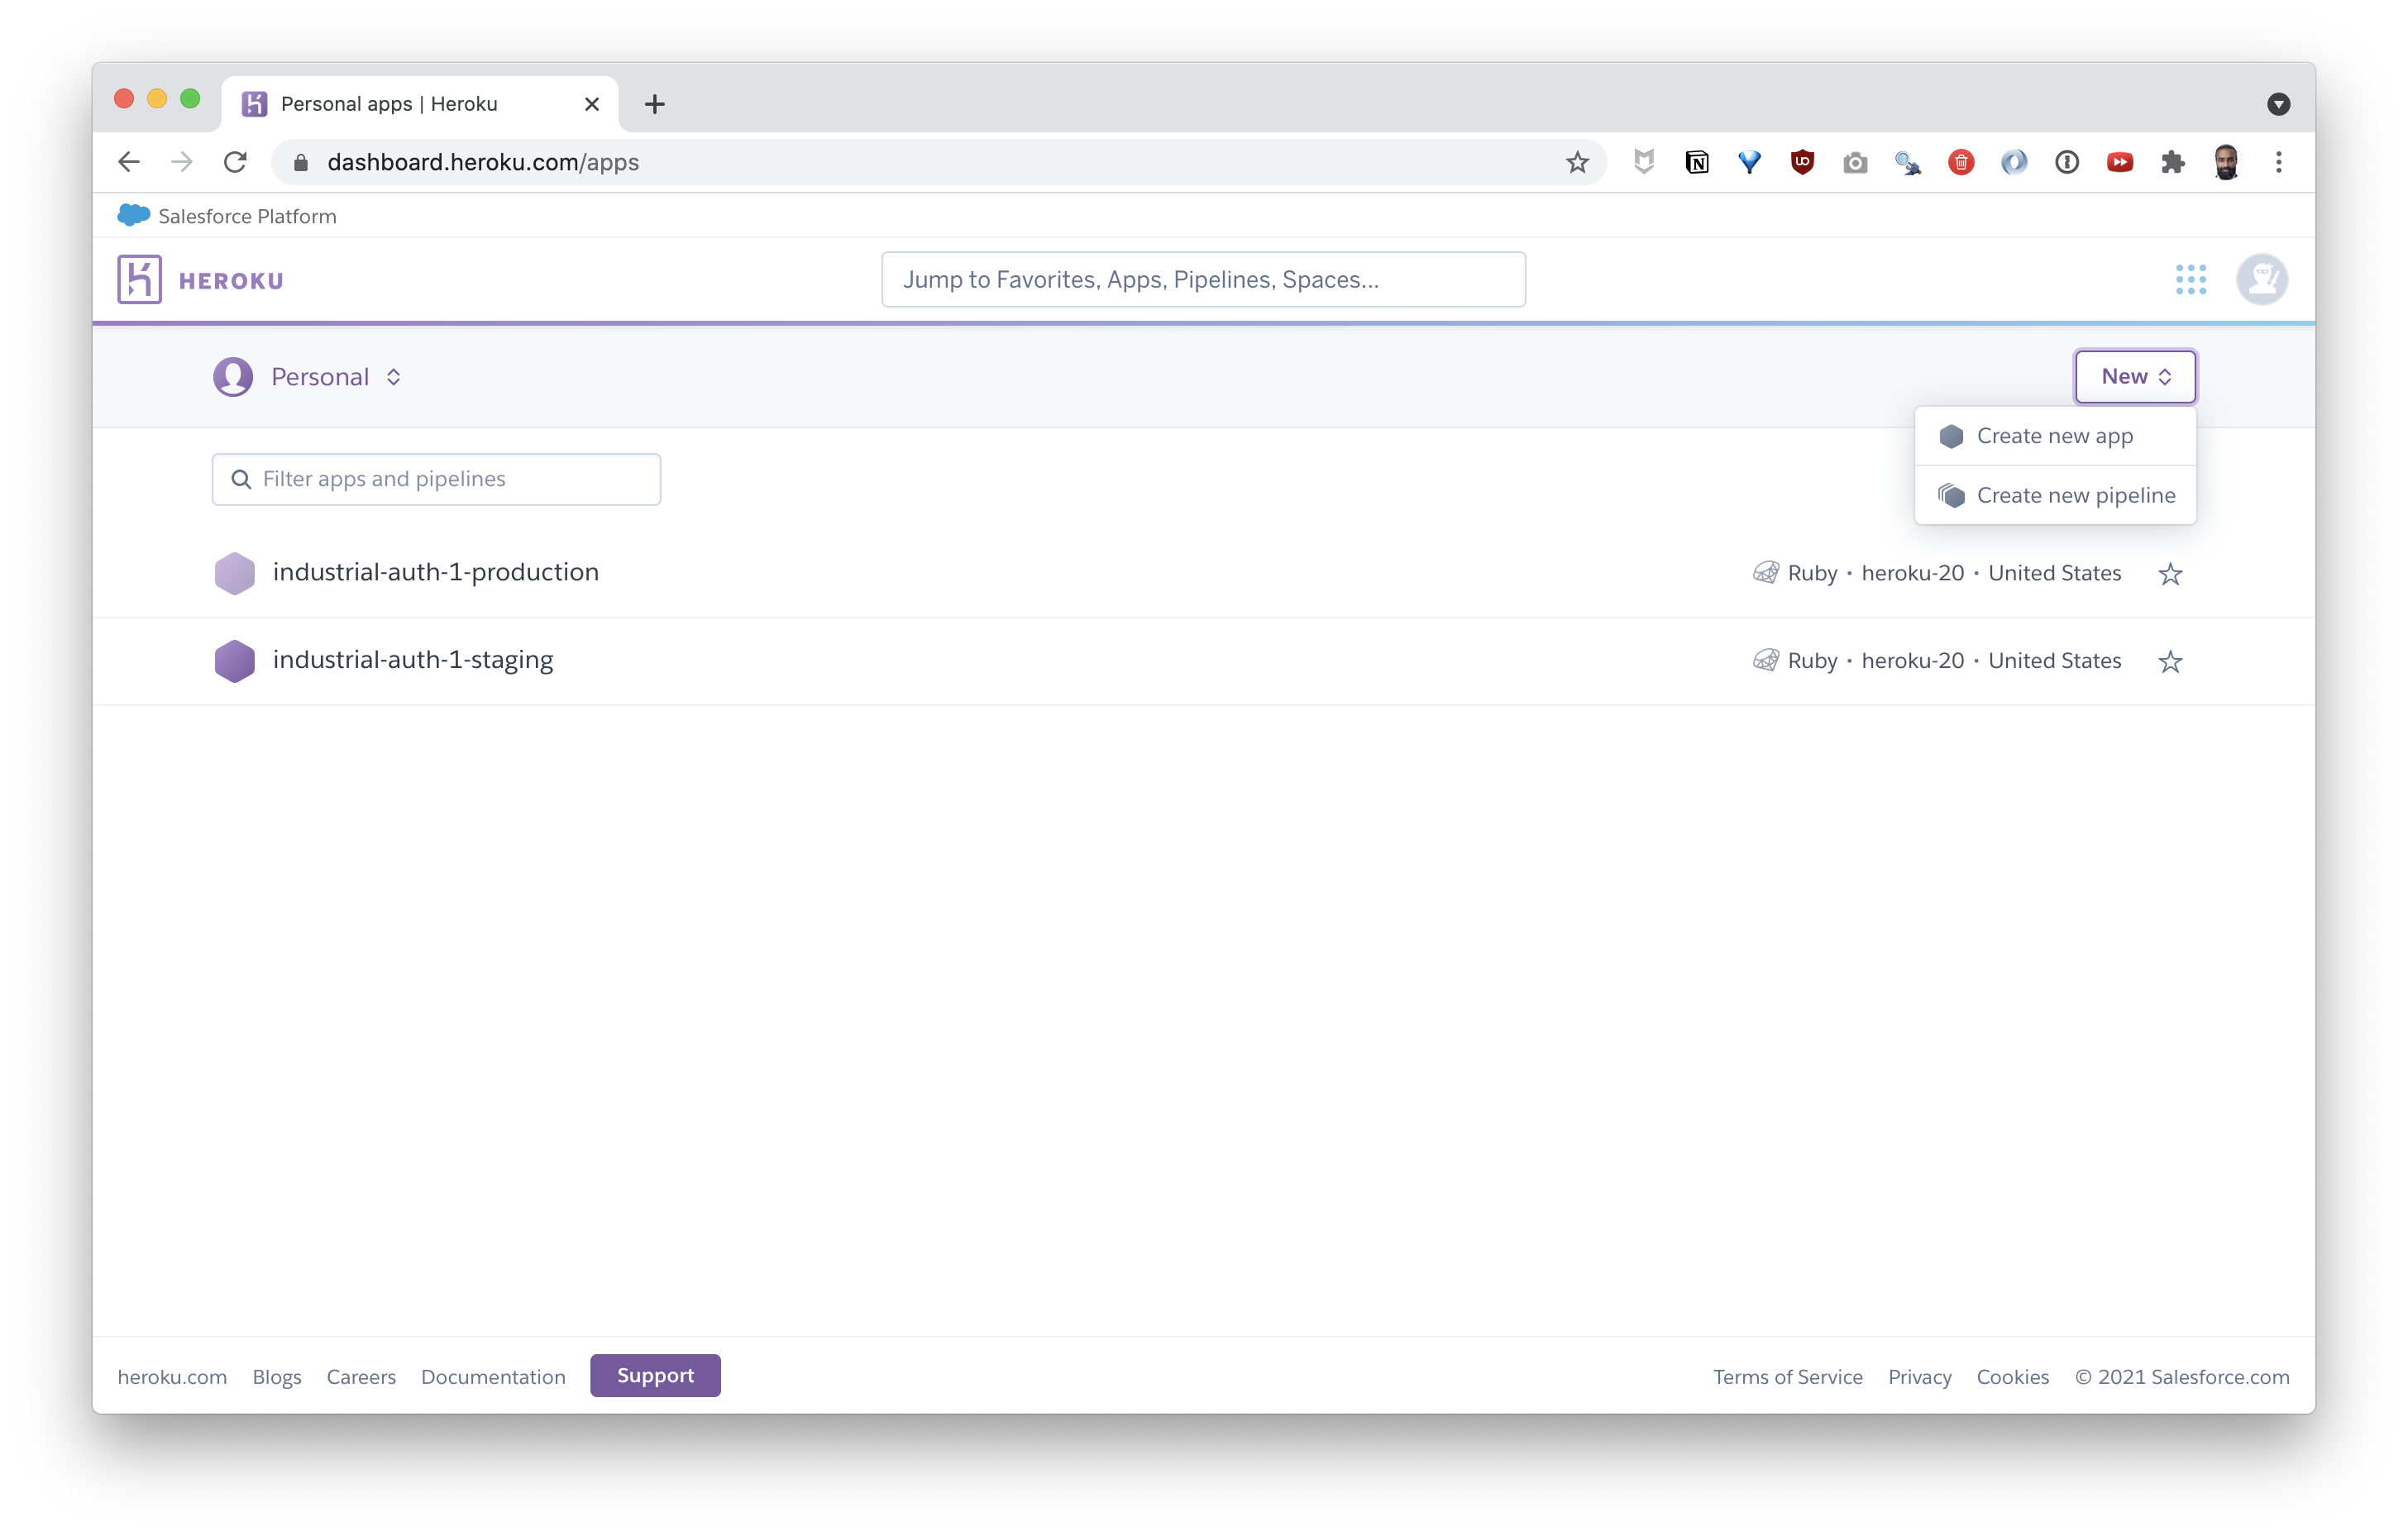 Personal apps | Heroku
dashboard.heroku.com/apps
Salesforce Platform
HEROKU
Jump to Favorites, Apps, Pipelines, Spaces...
Personal
New
Create new app
Create new pipeline
Filter apps and pipelines
industrial-auth-1-production
Ruby • heroku-20 • United States
industrial-auth-1-staging
Ruby • heroku-20 • United States
heroku.com Blogs Careers Documentation Support Terms of Service Privacy Cookies © 2021 Salesforce.com